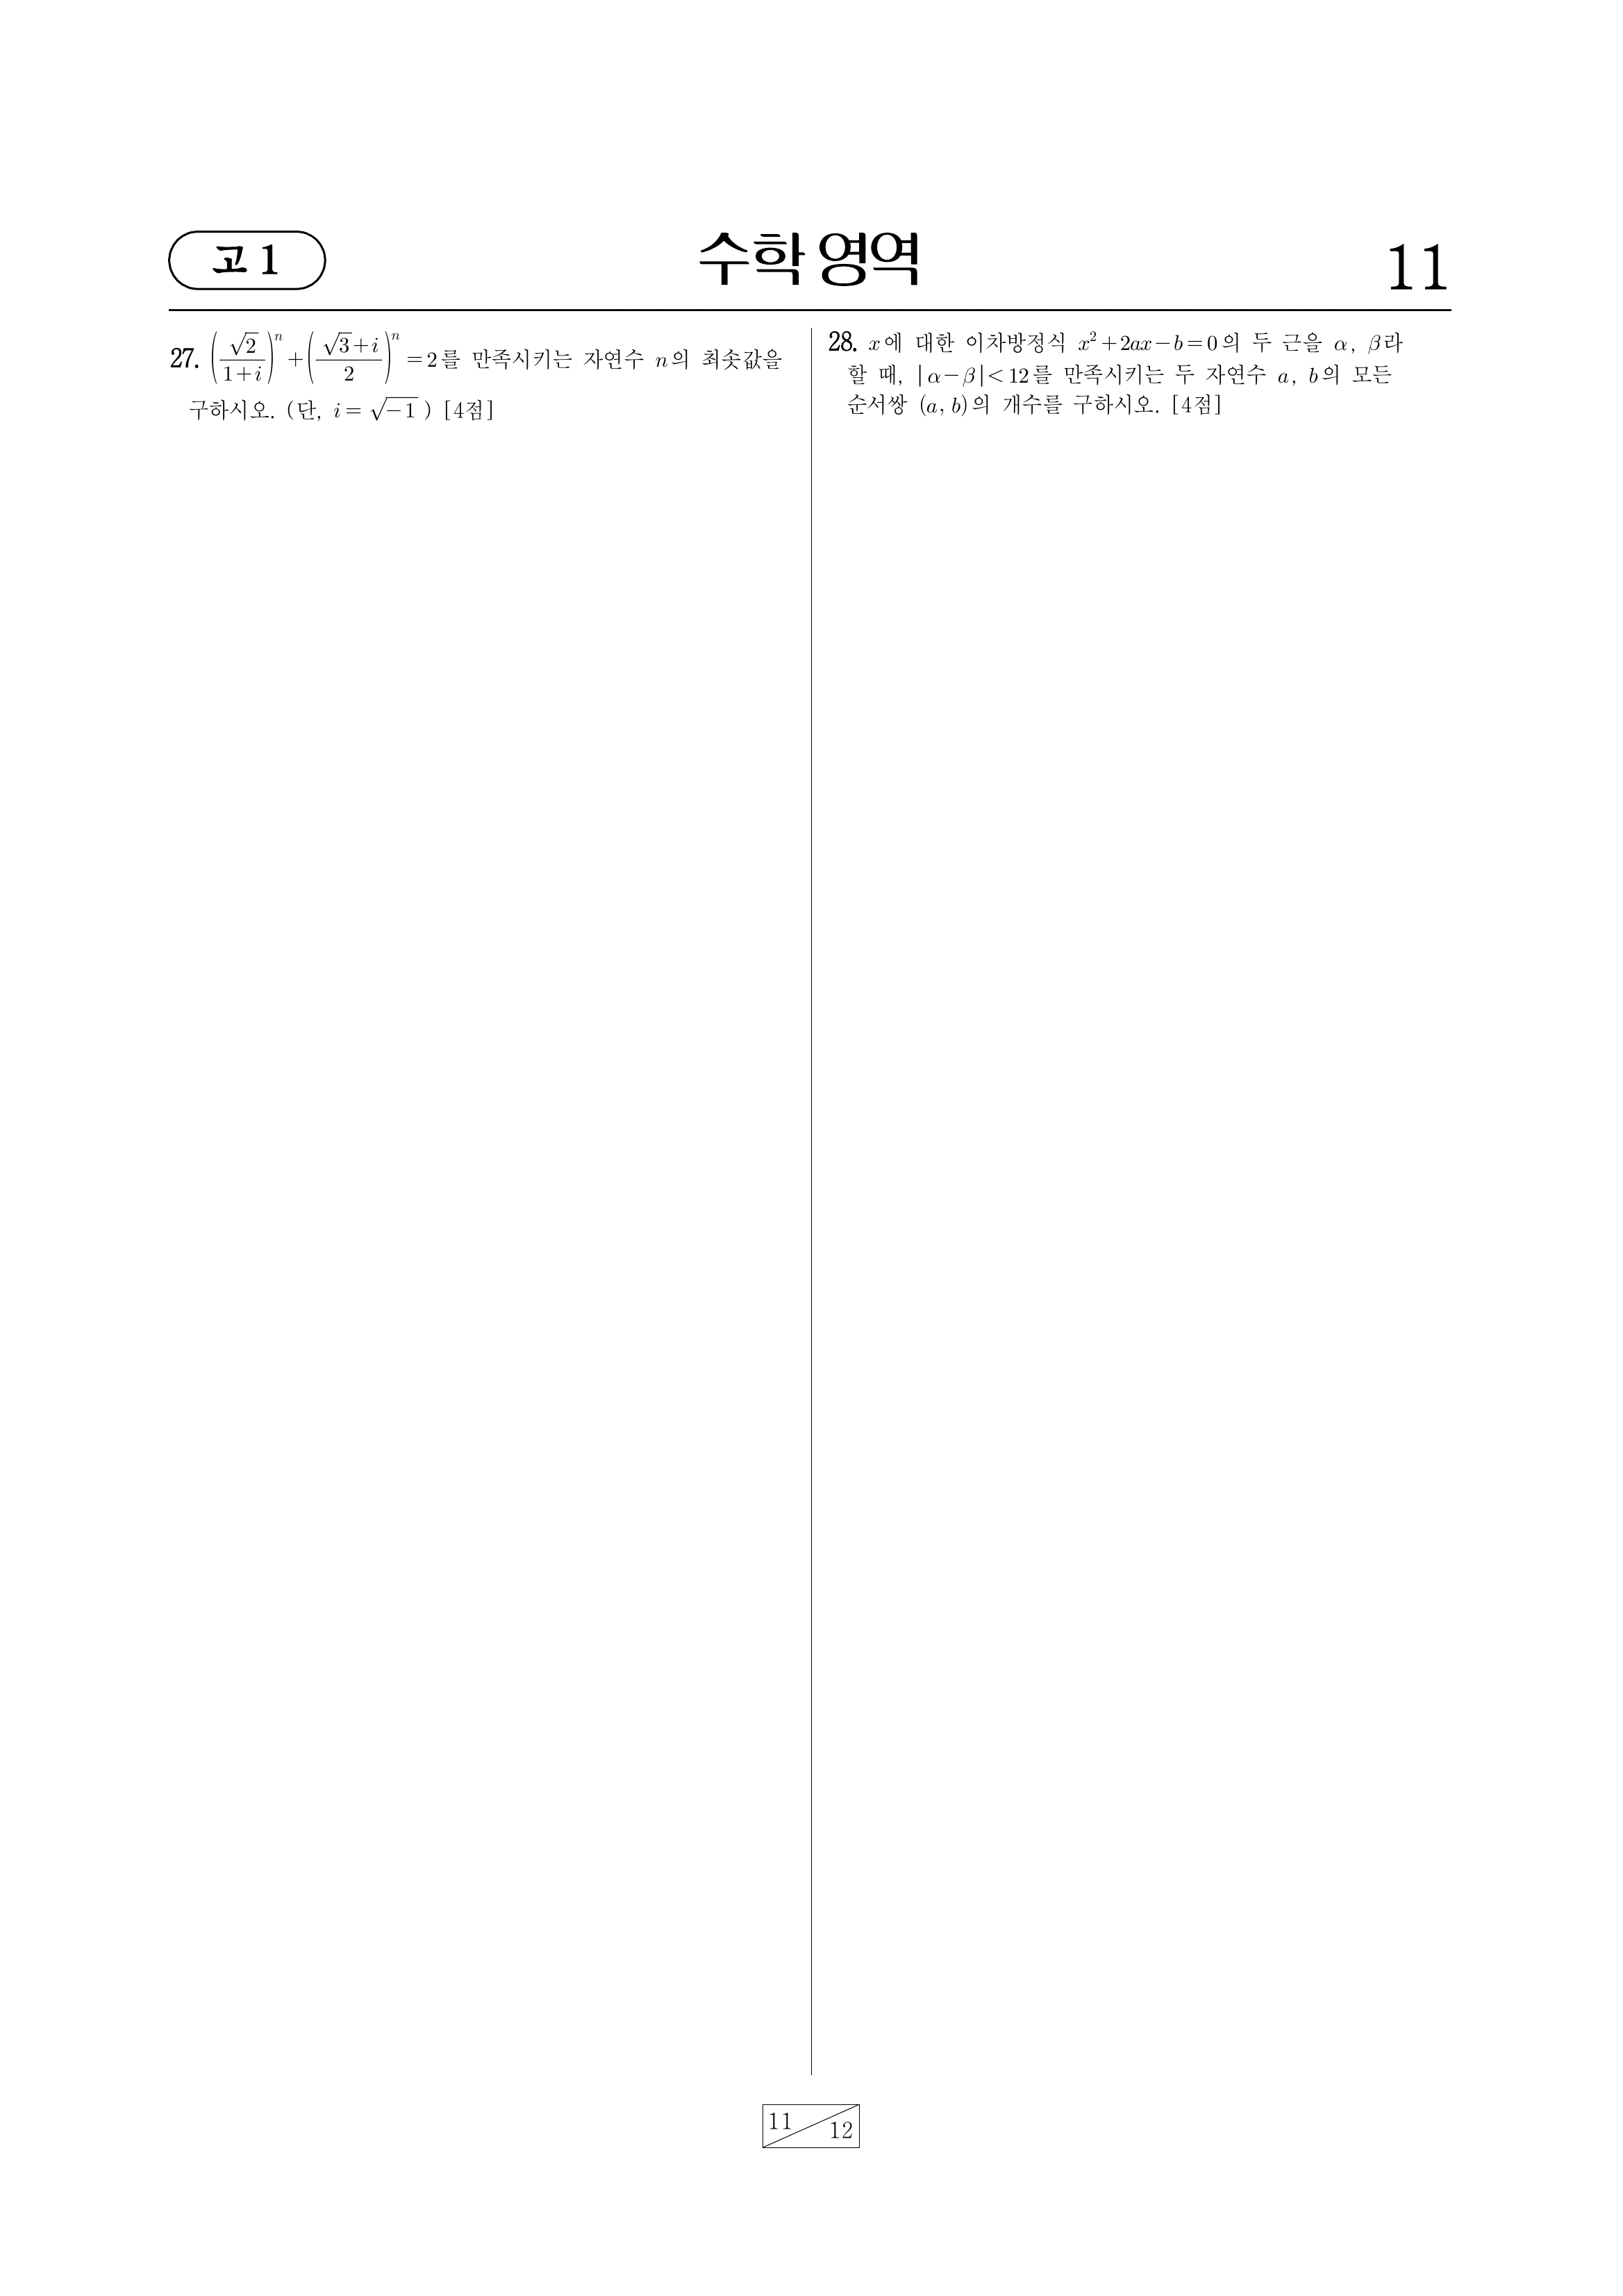 고 1
수학 영역
11
27. $\left(\frac{\sqrt{2}}{1+i}\right)^n+\left(\frac{\sqrt{3}+i}{2}\right)^n=2$를 만족시키는 자연수 $n$의 최솟값을
구하시오. (단, $i=\sqrt{-1}$ ) [4점]
28. $x$에 대한 이차방정식 $x^2+2ax-b=0$의 두 근을 $\alpha$, $\beta$라
할 때, $|\alpha-\beta|<12$를 만족시키는 두 자연수 $a$, $b$의 모든
순서쌍 $(a, b)$의 개수를 구하시오. [4점]
11
12